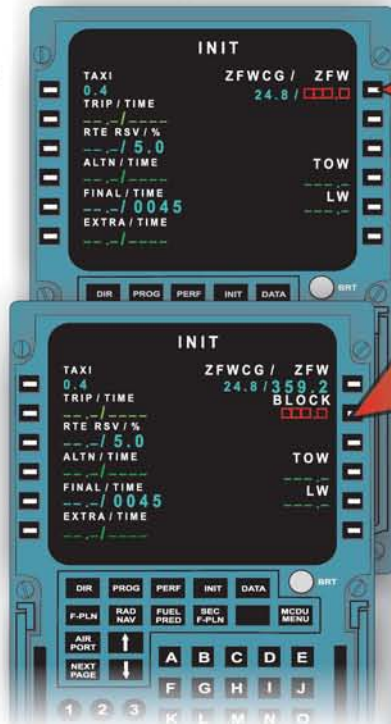 INIT
TAXI ZFWCG / ZFW
0.4 24.8 /
TRIP / TIME
--.-/----
RTE RSV / %
--.-/ 5.0
ALTN / TIME TOW
--.-/---- ---.-
FINAL / TIME LW
--.-/ 0045 ---.-
EXTRA / TIME
--.-/----
DIR PROG PERF INIT DATA BRT
INIT
TAXI ZFWCG / ZFW
0.4 24.8 / 359.2
TRIP / TIME BLOCK
--.-/----
RTE RSV / %
--.-/ 5.0
ALTN / TIME TOW
--.-/---- ---.-
FINAL / TIME LW
--.-/ 0045 ---.-
EXTRA / TIME
--.-/----
DIR PROG PERF INIT DATA BRT
F-PLN RAD NAV FUEL PRED SEC F-PLN MCDU MENU
AIR PORT ↑
NEXT PAGE ↓
A B C D E
F G H I J
1 2 3
K L M N O